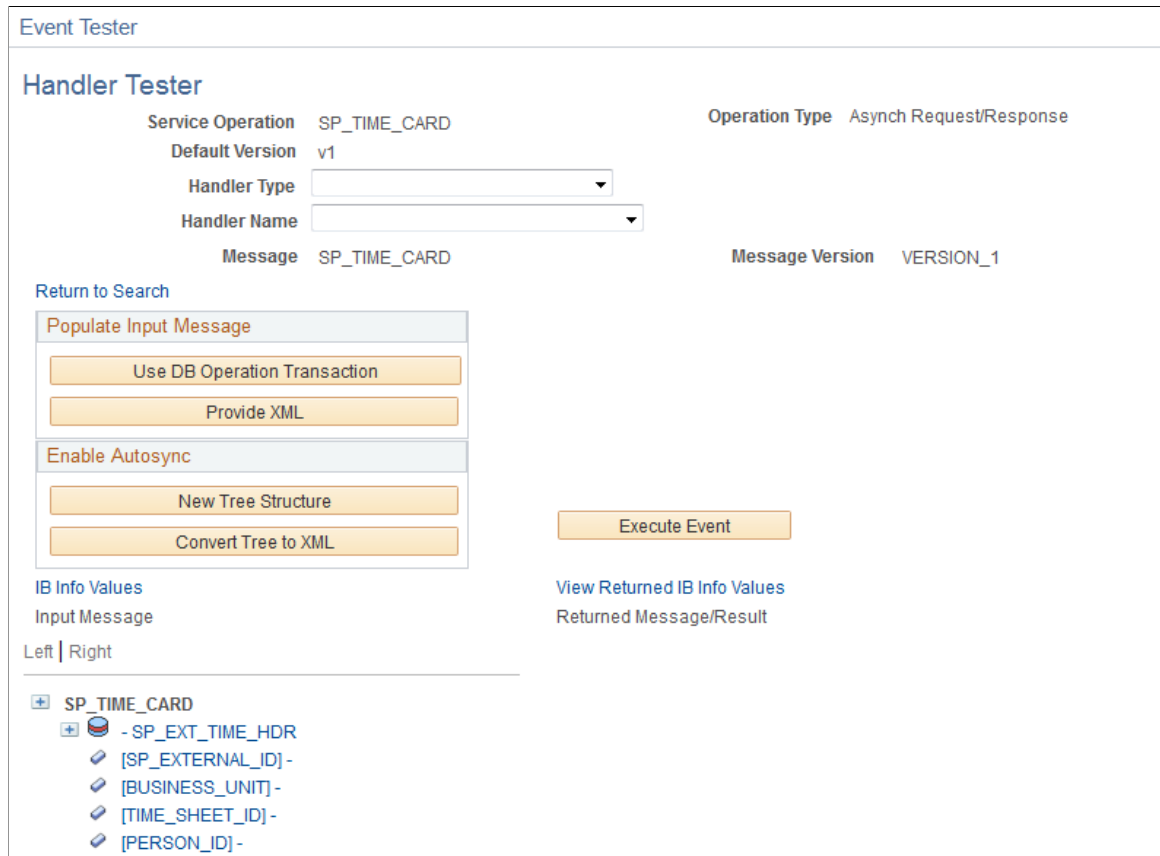 Event Tester
Handler Tester
Service Operation SP_TIME_CARD Operation Type Asynch Request/Response
Default Version v1
Handler Type
Handler Name
Message SP_TIME_CARD Message Version VERSION_1
Return to Search
Populate Input Message
Use DB Operation Transaction
Provide XML
Enable Autosync
New Tree Structure
Execute Event
Convert Tree to XML
IB Info Values View Returned IB Info Values
Input Message Returned Message/Result
Left | Right
SP_TIME_CARD
- SP_EXT_TIME_HDR
[SP_EXTERNAL_ID] -
[BUSINESS_UNIT] -
[TIME_SHEET_ID] -
[PERSON_ID] -